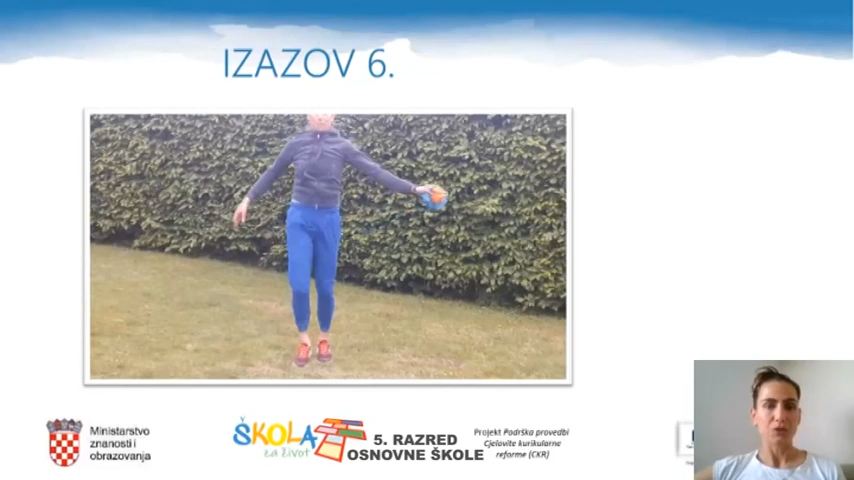 IZAZOV 6.
Ministarstvo
znanosti i
obrazovanja
ŠKOLA
za život
5. RAZRED
OSNOVNE ŠKOLE
Projekt Podrška provedbi
Cjelovite kurikularne
reforme (CKR)